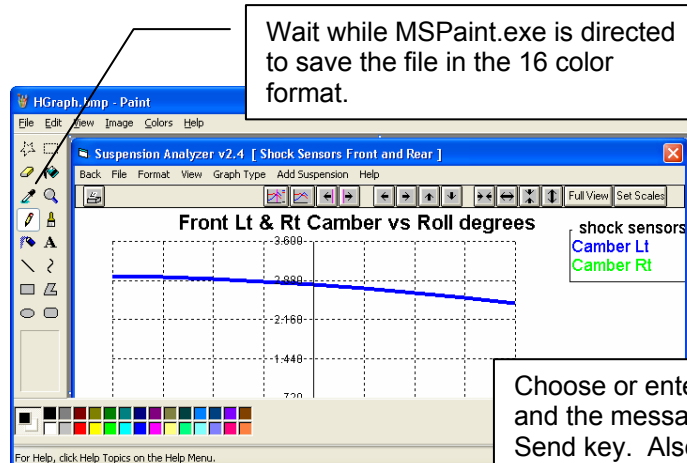 Wait while MSPaint.exe is directed
to save the file in the 16 color
format.
HGraph.bmp - Paint
File Edit View Image Colors Help
Suspension Analyzer v2.4 [ Shock Sensors Front and Rear ]
Back File Format View Graph Type Add Suspension Help
Full View Set Scales
Front Lt & Rt Camber vs Roll degrees
shock sensors
Camber Lt
Camber Rt
3.600
2.880
2.160
1.440
720
Choose or ente
and the messa
Send key. Als
For Help, click Help Topics on the Help Menu.